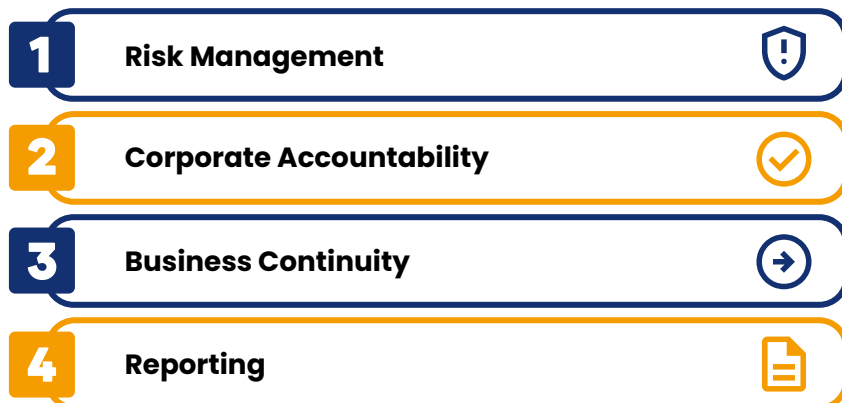 1 Risk Management
2 Corporate Accountability
3 Business Continuity
4 Reporting